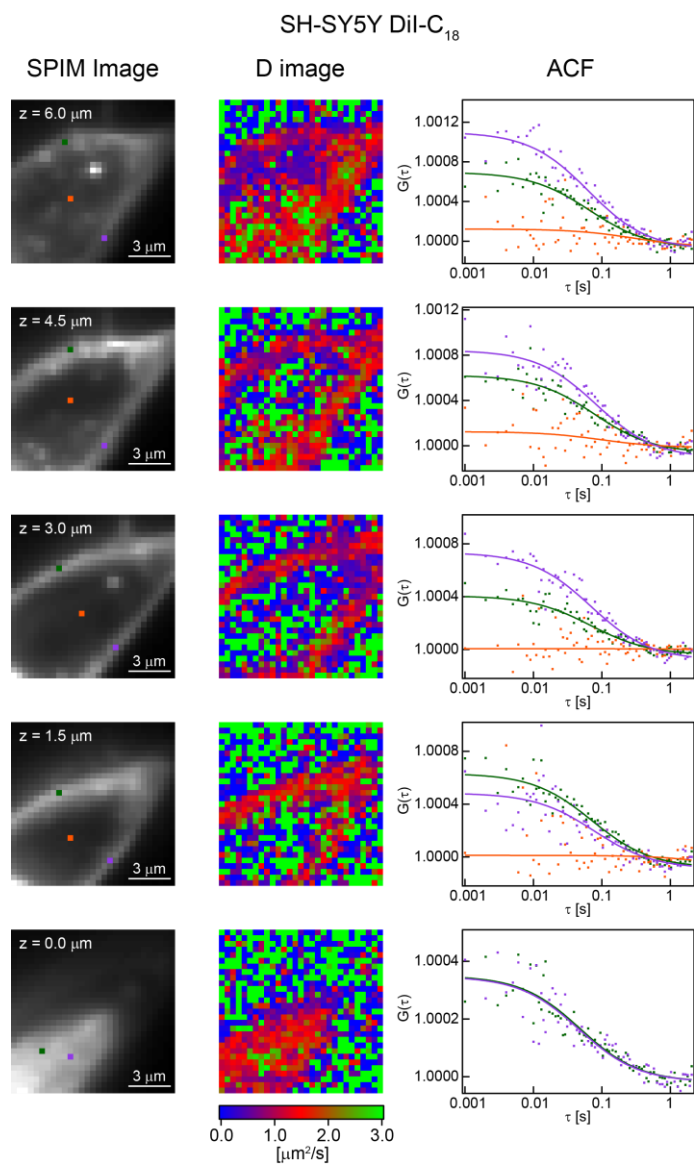 SH-SY5Y DiI-C18
SPIM Image D image ACF
z = 6.0 μm
3 μm
G(τ)
1.0012
1.0008
1.0004
1.0000
0.001 0.01 0.1 1
τ [s]
z = 4.5 μm
3 μm
G(τ)
1.0012
1.0008
1.0004
1.0000
0.001 0.01 0.1 1
τ [s]
z = 3.0 μm
3 μm
G(τ)
1.0008
1.0004
1.0000
0.001 0.01 0.1 1
τ [s]
z = 1.5 μm
3 μm
G(τ)
1.0008
1.0004
1.0000
0.001 0.01 0.1 1
τ [s]
z = 0.0 μm
3 μm
G(τ)
1.0004
1.0002
1.0000
0.001 0.01 0.1 1
τ [s]
0.0 1.0 2.0 3.0
[μm²/s]